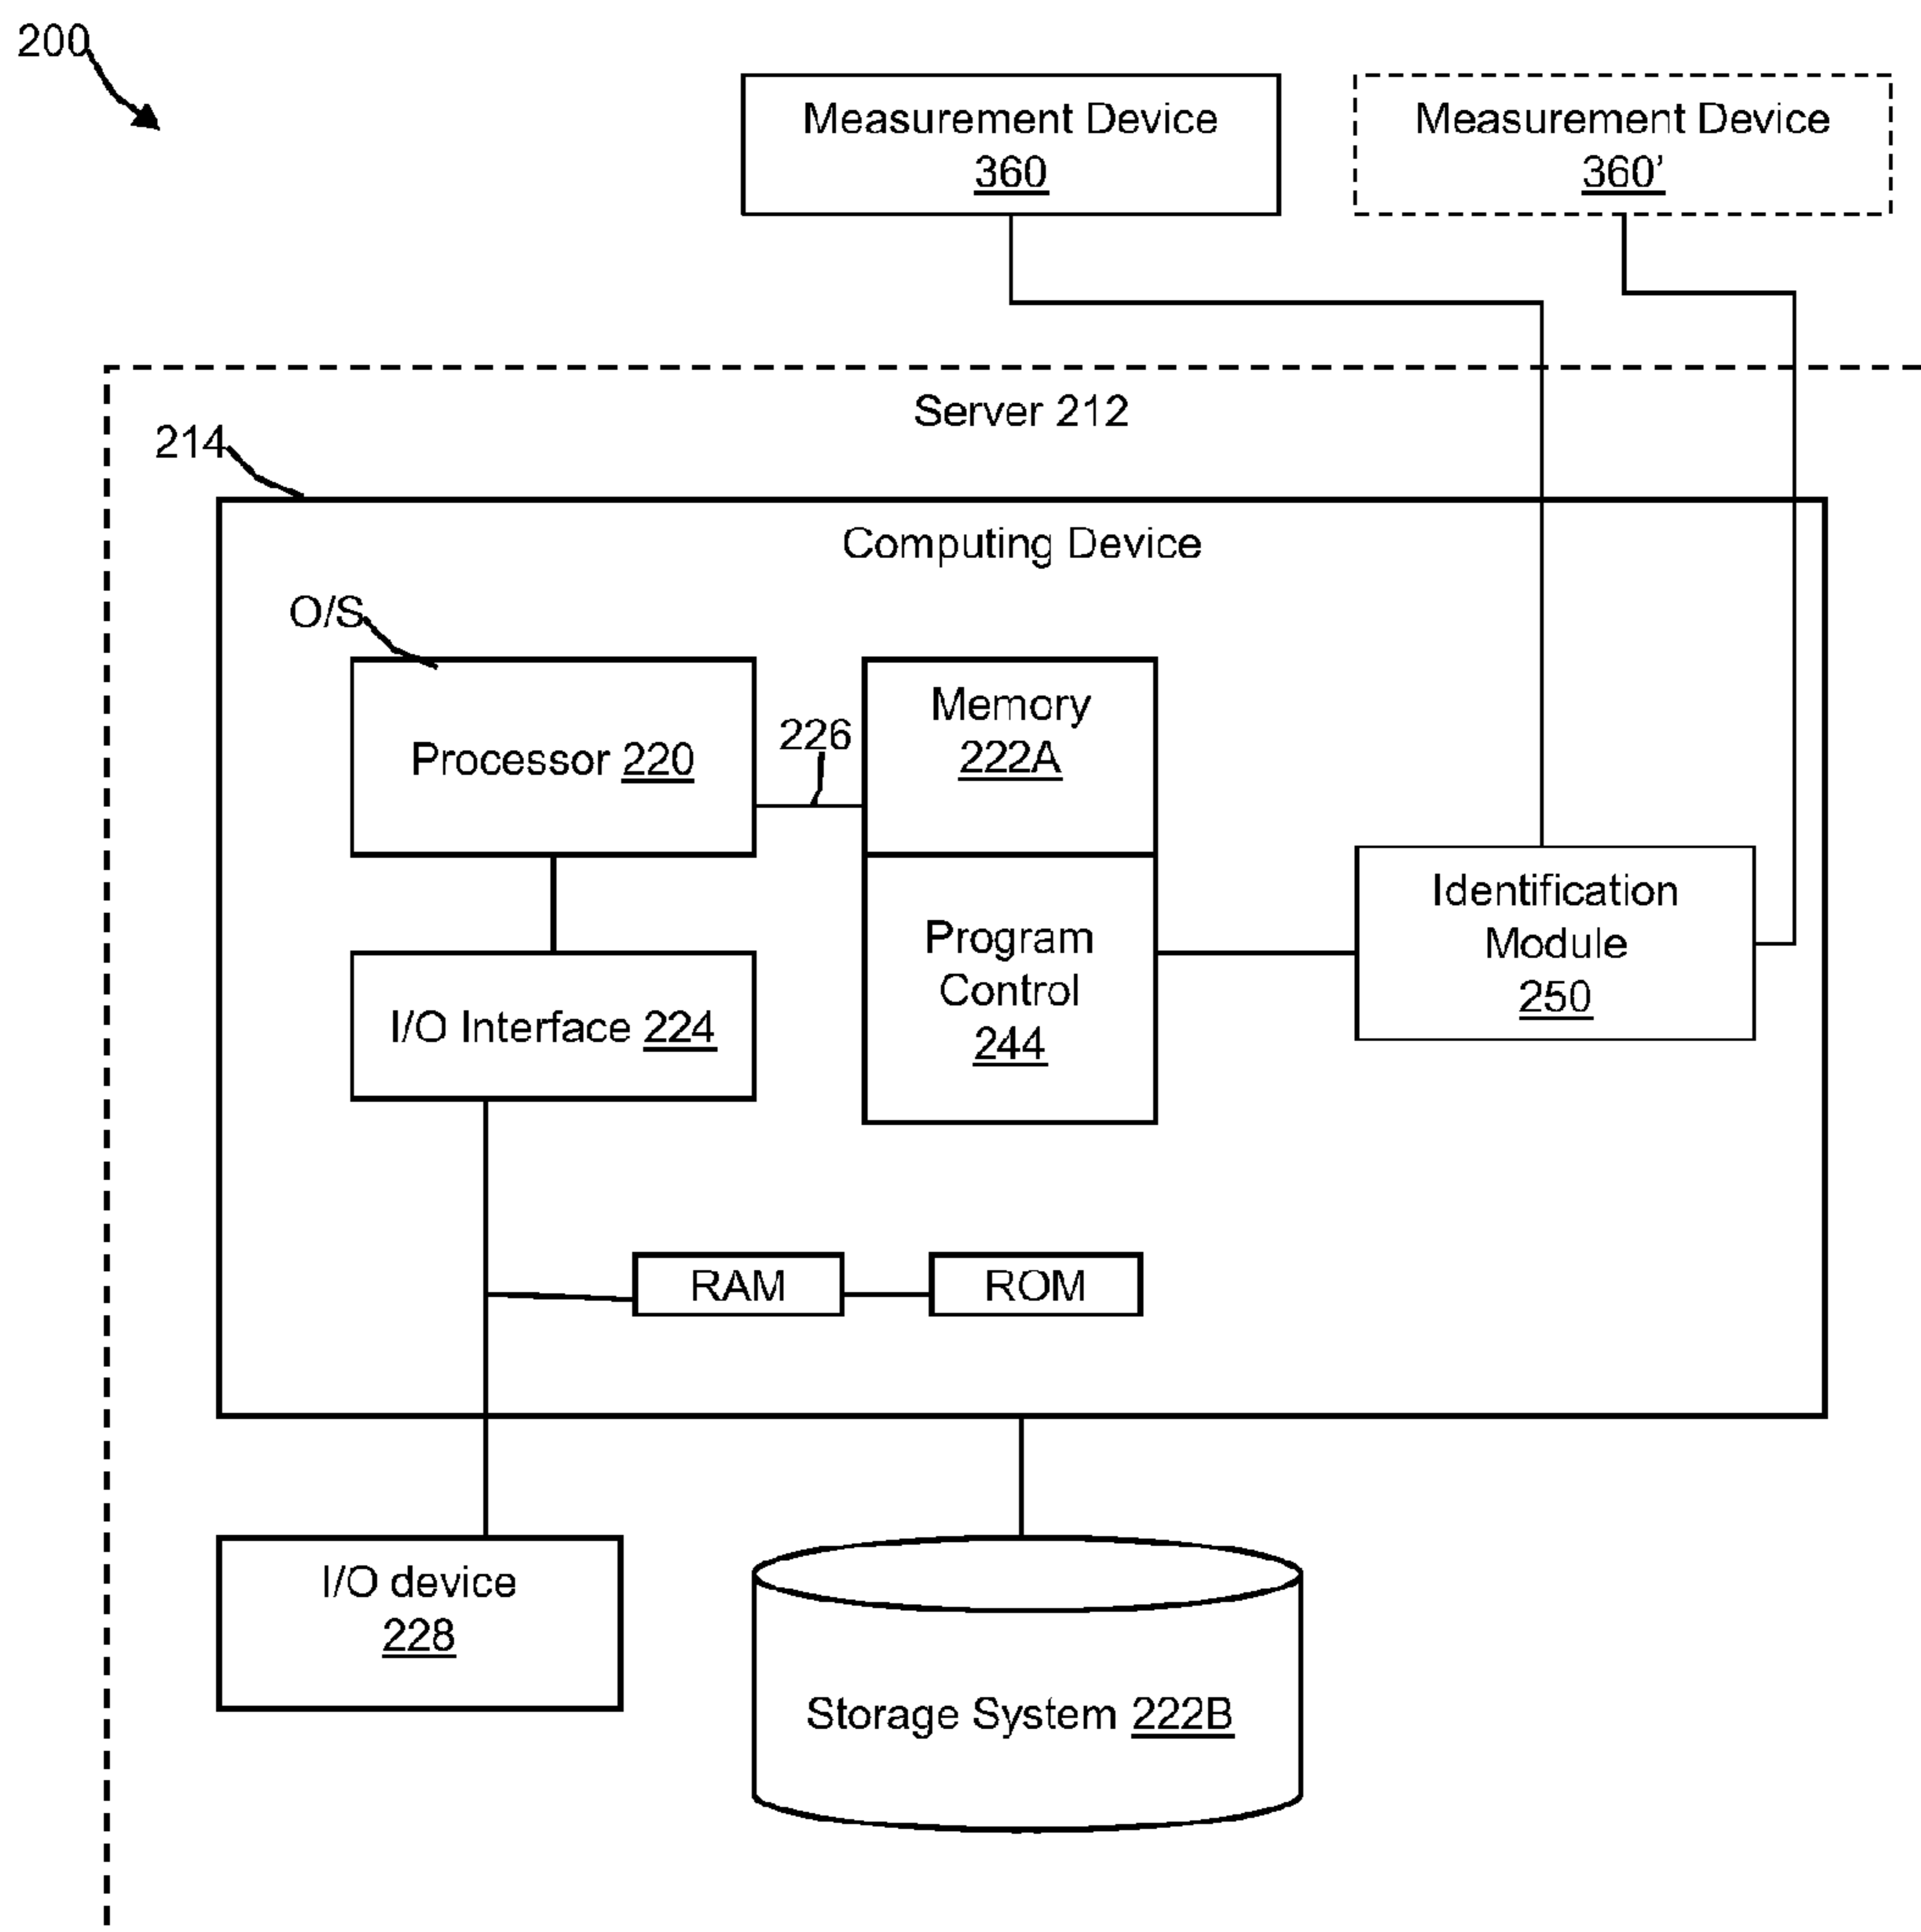 200
Measurement Device
360
Measurement Device
360’
Server 212
214
Computing Device
O/S
Processor 220
226
Memory
222A
Program
Control
244
Identification
Module
250
I/O Interface 224
RAM
ROM
I/O device
228
Storage System 222B